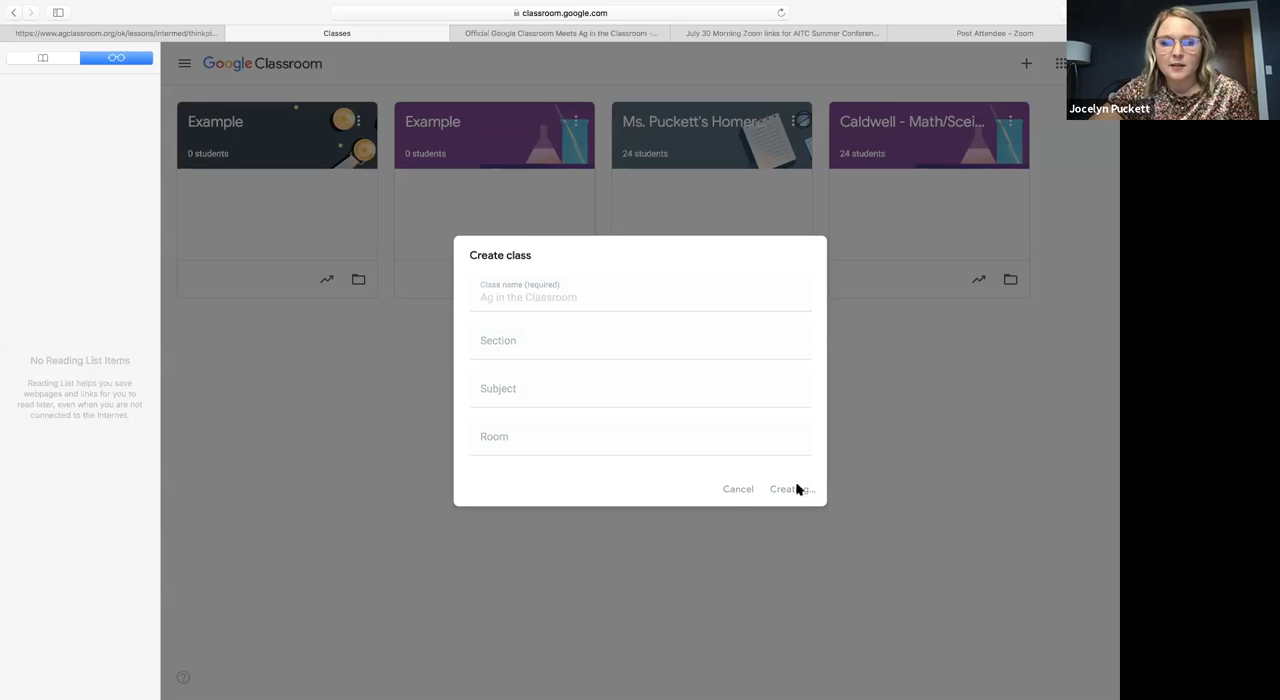 classroom.google.com
https://www.agclassroom.org/ok/lessons/intermed/thinkpi...
Classes
Official Google Classroom Meets Ag in the Classroom -...
July 30 Morning Zoom links for AITC Summer Conferen...
Post Attendee - Zoom
Google Classroom
Jocelyn Puckett
Example
0 students
Example
0 students
Ms. Puckett's Homer...
24 students
Caldwell - Math/Scei...
24 students
Create class
Class name (required)
Ag in the Classroom
Section
Subject
Room
Cancel
No Reading List Items
Reading List helps you save
webpages and links for you to
read later, even when you are not
connected to the Internet.